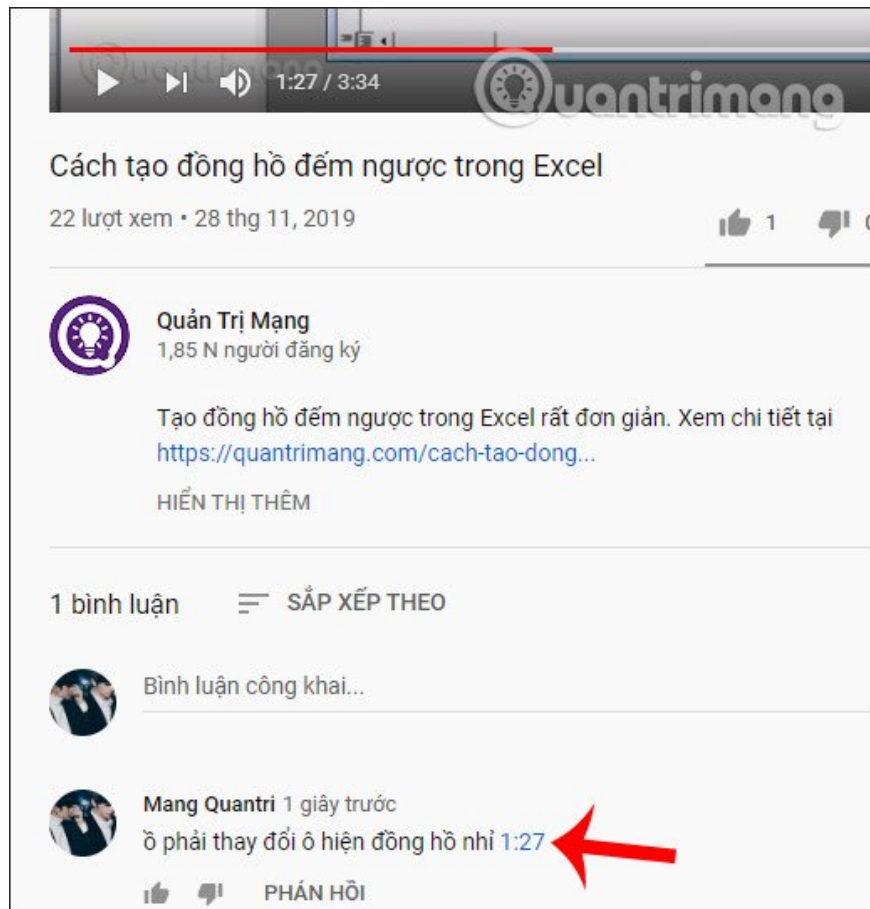 1:27 / 3:34
Quantrimang
Cách tạo đồng hồ đếm ngược trong Excel
22 lượt xem • 28 thg 11, 2019
1
Quản Trị Mạng
1,85 N người đăng ký
Tạo đồng hồ đếm ngược trong Excel rất đơn giản. Xem chi tiết tại
https://quantrimang.com/cach-tao-dong...
HIỂN THỊ THÊM
1 bình luận
SẮP XẾP THEO
Bình luận công khai...
Mang Quantri 1 giây trước
ồ phải thay đổi ô hiện đồng hồ nhỉ 1:27
PHẢN HỒI